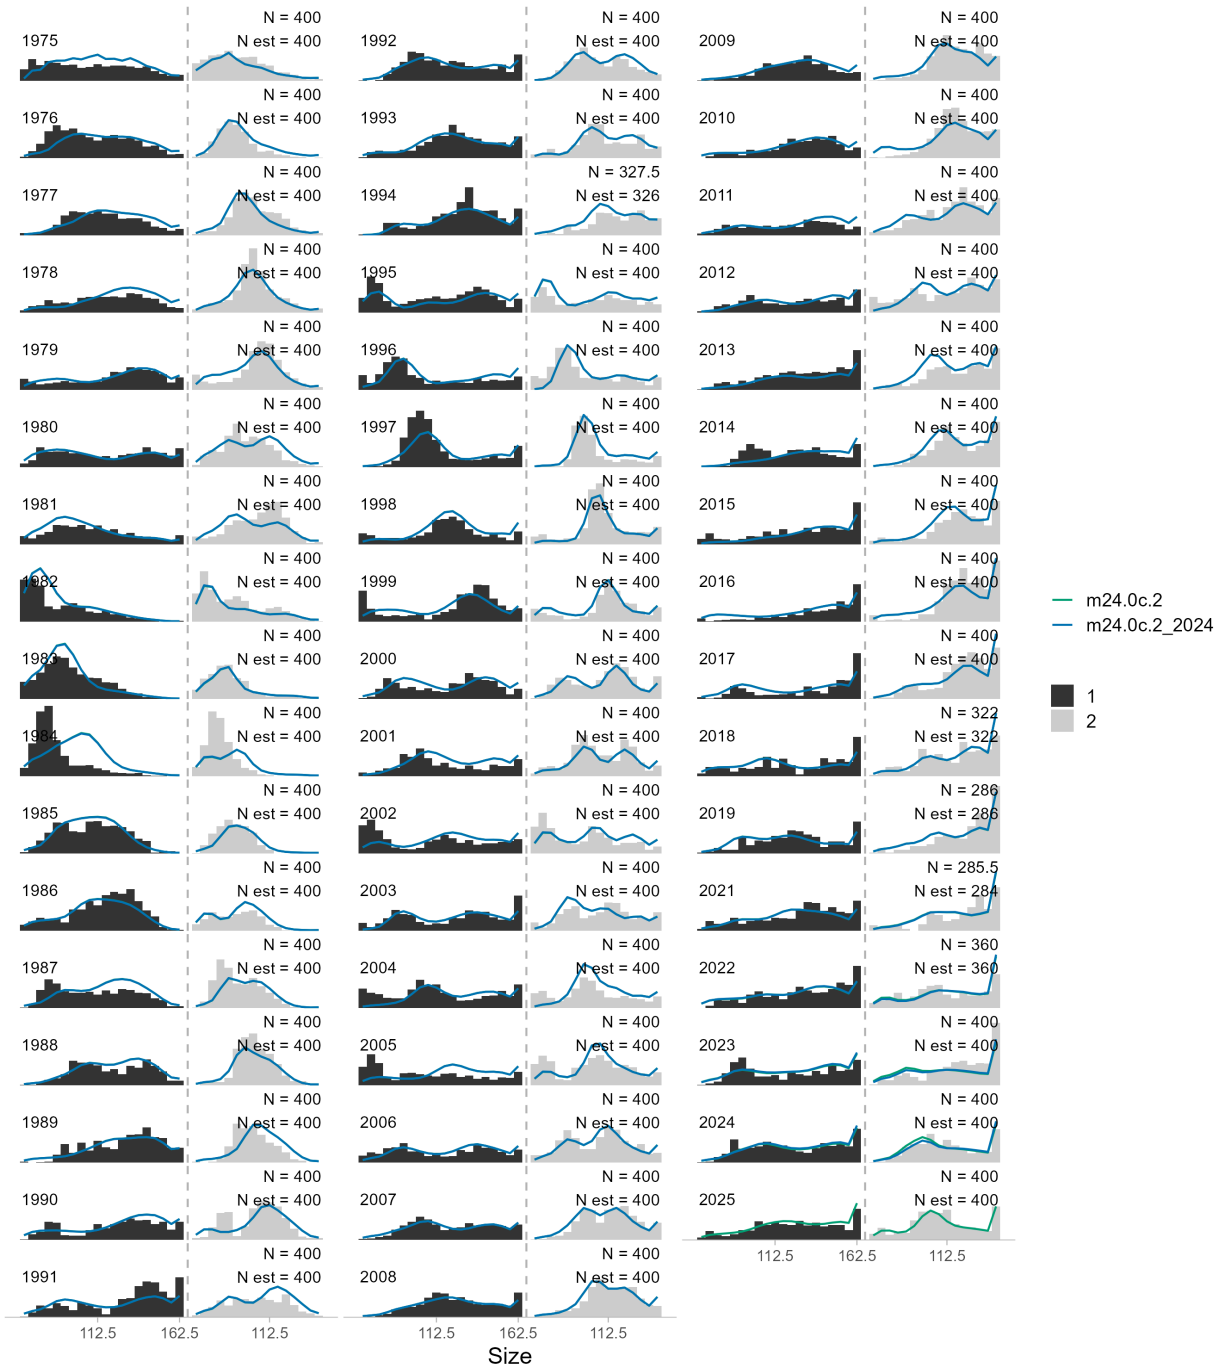 1975
N = 400
N est = 400
1976
N = 400
N est = 400
1977
N = 400
N est = 400
1978
N = 400
N est = 400
1979
N = 400
N est = 400
1980
N = 400
N est = 400
1981
N = 400
N est = 400
1982
N = 400
N est = 400
1983
N = 400
N est = 400
1984
N = 400
N est = 400
1985
N = 400
N est = 400
1986
N = 400
N est = 400
1987
N = 400
N est = 400
1988
N = 400
N est = 400
1989
N = 400
N est = 400
1990
N = 400
N est = 400
1991
N = 400
N est = 400
112.5 162.5 112.5
1992
N = 400
N est = 400
1993
N = 400
N est = 400
1994
N = 327.5
N est = 326
1995
N = 400
N est = 400
1996
N = 400
N est = 400
1997
N = 400
N est = 400
1998
N = 400
N est = 400
1999
N = 400
N est = 400
2000
N = 400
N est = 400
2001
N = 400
N est = 400
2002
N = 400
N est = 400
2003
N = 400
N est = 400
2004
N = 400
N est = 400
2005
N = 400
N est = 400
2006
N = 400
N est = 400
2007
N = 400
N est = 400
2008
N = 400
N est = 400
112.5 162.5 112.5
2009
N = 400
N est = 400
2010
N = 400
N est = 400
2011
N = 400
N est = 400
2012
N = 400
N est = 400
2013
N = 400
N est = 400
2014
N = 400
N est = 400
2015
N = 400
N est = 400
2016
N = 400
N est = 400
2017
N = 400
N est = 400
2018
N = 322
N est = 322
2019
N = 286
N est = 286
2021
N = 285.5
N est = 284
2022
N = 360
N est = 360
2023
N = 400
N est = 400
2024
N = 400
N est = 400
2025
N = 400
N est = 400
112.5 162.5 112.5
Size
m24.0c.2
m24.0c.2_2024
1
2